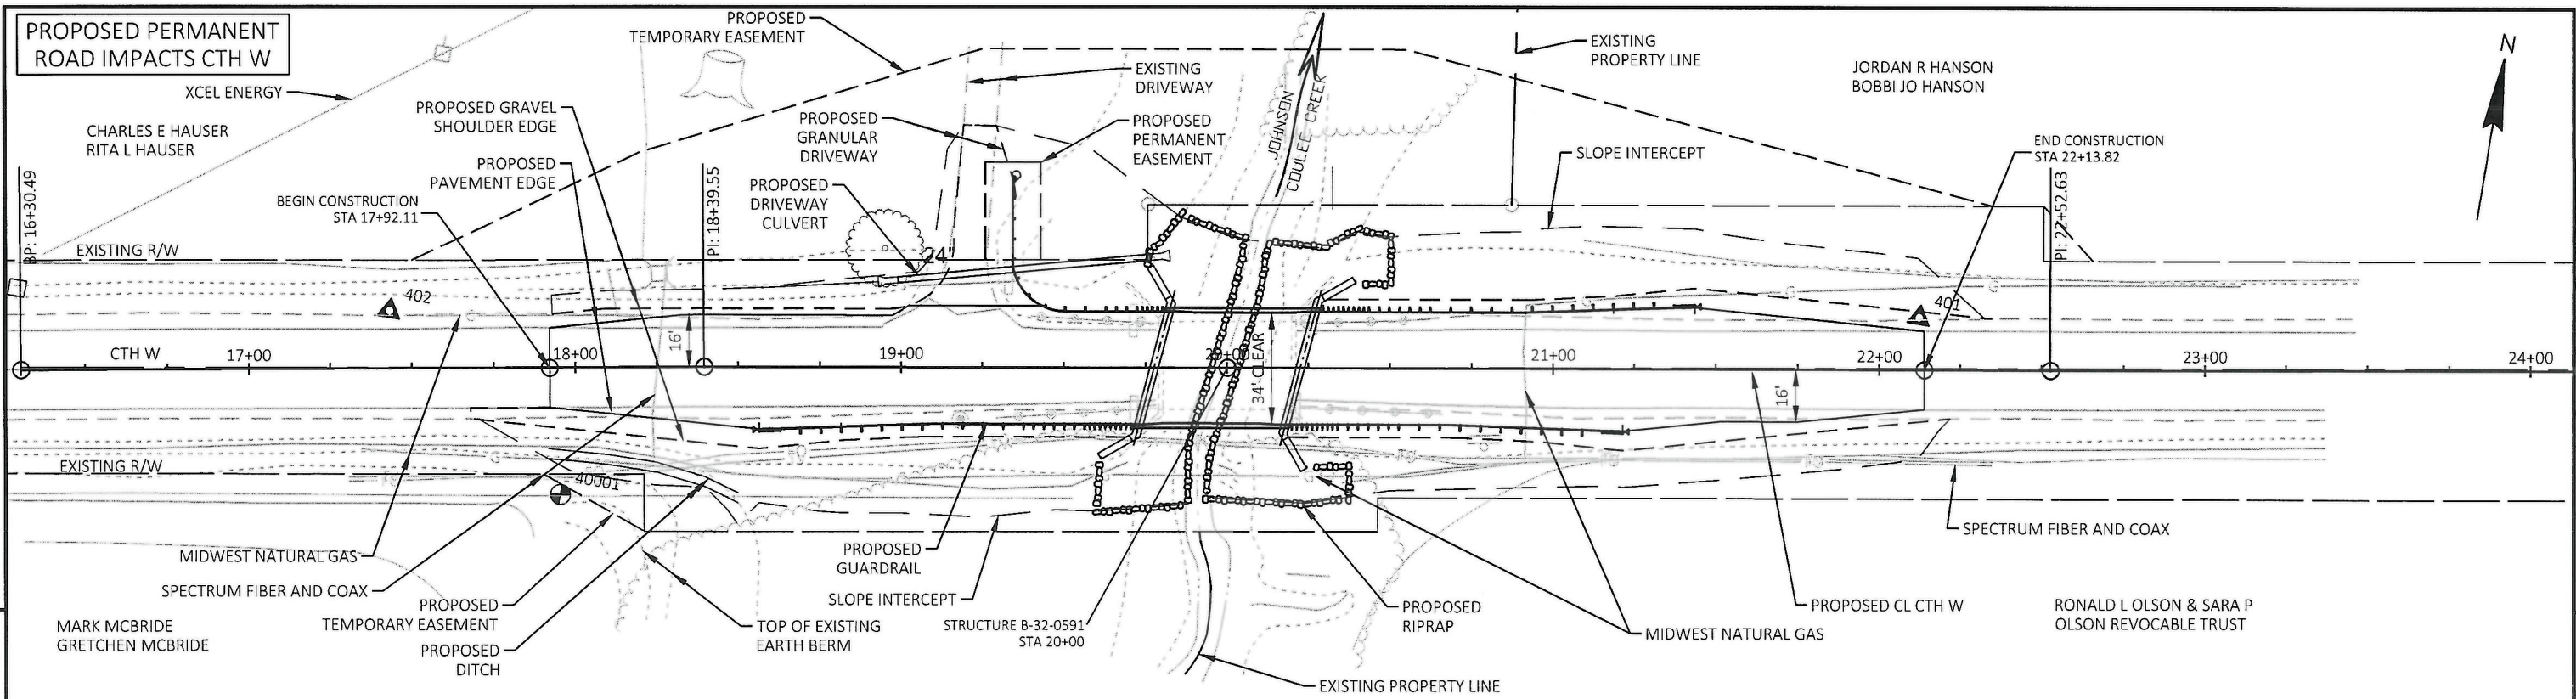 PROPOSED PERMANENT
ROAD IMPACTS CTH W
PROPOSED
TEMPORARY EASEMENT
XCEL ENERGY
CHARLES E HAUSER
RITA L HAUSER
PROPOSED GRAVEL
SHOULDER EDGE
PROPOSED
PAVEMENT EDGE
BEGIN CONSTRUCTION
STA 17+92.11
EXISTING
DRIVEWAY
PROPOSED
GRANULAR
DRIVEWAY
PROPOSED
PERMANENT
EASEMENT
PROPOSED
DRIVEWAY
CULVERT
24"
JOHNSON
COULEE CREEK
EXISTING
PROPERTY LINE
JORDAN R HANSON
BOBBI JO HANSON
N
SLOPE INTERCEPT
END CONSTRUCTION
STA 22+13.82
BP: 16+30.49
PI: 18+39.55
PI: 22+52.63
EXISTING R/W
402
401
16'
CTH W
17+00
18+00
19+00
20+00
21+00
22+00
23+00
24+00
34' CLEAR
16'
EXISTING R/W
40001
MIDWEST NATURAL GAS
SPECTRUM FIBER AND COAX
PROPOSED
TEMPORARY EASEMENT
PROPOSED
DITCH
MARK MCBRIDE
GRETCHEN MCBRIDE
TOP OF EXISTING
EARTH BERM
PROPOSED
GUARDRAIL
SLOPE INTERCEPT
STRUCTURE B-32-0591
STA 20+00
EXISTING PROPERTY LINE
PROPOSED
RIPRAP
MIDWEST NATURAL GAS
PROPOSED CL CTH W
SPECTRUM FIBER AND COAX
RONALD L OLSON & SARA P
OLSON REVOCABLE TRUST